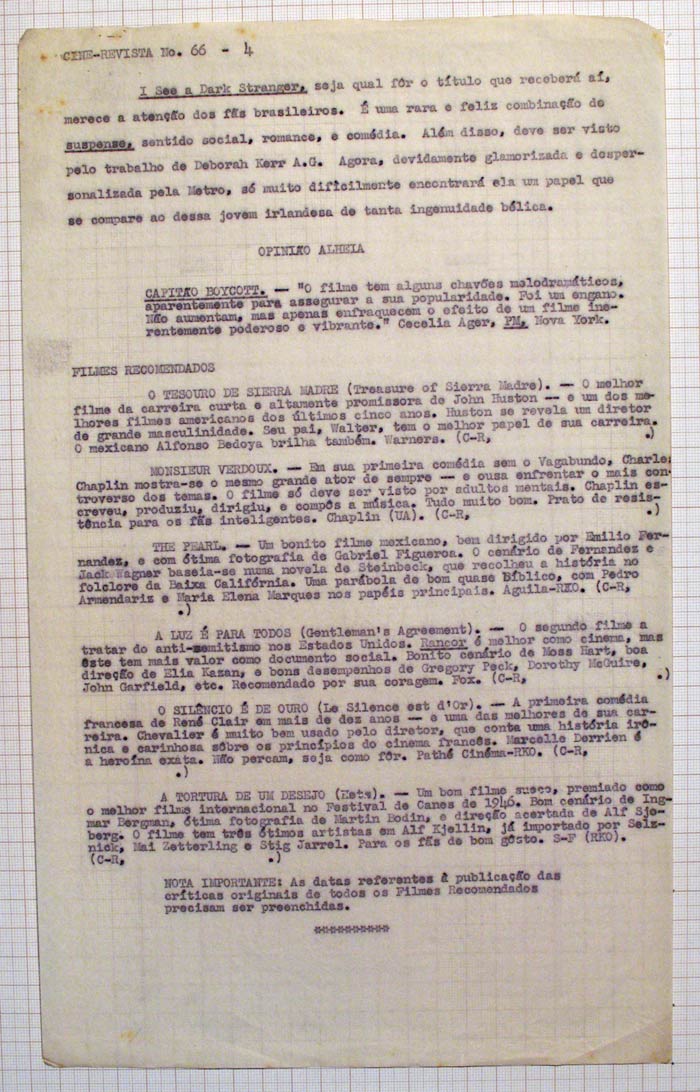 CINE-REVISTA No. 66 - 4
I See a Dark Stranger, seja qual fôr o título que receberá aí,
merece a atenção dos fãs brasileiros. É uma rara e feliz combinação de
suspense, sentido social, romance, e comédia. Além disso, deve ser visto
pelo trabalho de Deborah Kerr A.G. Agora, devidamente glamorizada e desper-
sonalizada pela Metro, só muito difìcilmente encontrará ela um papel que
se compare ao dessa jovem irlandesa de tanta ingenuidade bélica.
OPINIÃO ALHEIA
CAPITÃO BOYCOTT. — "O filme tem alguns chavões melodramáticos,
aparentemente para assegurar a sua popularidade. Foi um engano.
Não aumentam, mas apenas enfraquecem o efeito de um filme ine-
rentemente poderoso e vibrante." Cecelia Ager, PM, Nova York.
FILMES RECOMENDADOS
O TESOURO DE SIERRA MADRE (Treasure of Sierra Madre). — O melhor
filme da carreira curta e altamente promissora de John Huston — e um dos me-
lhores filmes americanos dos últimos cinco anos. Huston se revela um diretor
de grande masculinidade. Seu pai, Walter, tem o melhor papel de sua carreira.
O mexicano Alfonso Bedoya brilha também. Warners. (C-R, .)
MONSIEUR VERDOUX. — Em sua primeira comédia sem o Vagabundo, Charles
Chaplin mostra-se o mesmo grande ator de sempre — e ousa enfrentar o mais con
troverso dos temas. O filme só deve ser visto por adultos mentais. Chaplin es-
creveu, produziu, dirigiu, e compôs a música. Tudo muito bom. Prato de resis-
tência para os fãs inteligentes. Chaplin (UA). (C-R, .)
THE PEARL. — Um bonito filme mexicano, bem dirigido por Emilio Fer-
nandez, e com ótima fotografia de Gabriel Figueroa. O cenário de Fernandez e
Jack Wagner baseia-se numa novela de Steinbeck, que recolheu a história no
folclore da Baixa Califórnia. Uma parábola de bom quase Bíblico, com Pedro
Armendariz e Maria Elena Marques nos papéis principais. Aguila-RKO. (C-R,
.)
A LUZ É PARA TODOS (Gentleman's Agreement). — O segundo filme a
tratar do anti-semitismo nos Estados Unidos. Rancor é melhor como cinema, mas
êste tem mais valor como documento social. Bonito cenário de Moss Hart, boa
direção de Elia Kazan, e bons desempenhos de Gregory Peck, Dorothy McGuire,
John Garfield, etc. Recomendado por sua coragem. Fox. (C-R, .)
O SILÊNCIO É DE OURO (Le Silence est d'Or). — A primeira comédia
francesa de René Clair em mais de dez anos — e uma das melhores de sua car-
reira. Chevalier é muito bem usado pelo diretor, que conta uma história irô-
nica e carinhosa sôbre os princípios do cinema francês. Marcelle Derrien é
a heroína exata. Não percam, seja como fôr. Pathé Cinéma-RKO. (C-R,
.)
A TORTURA DE UM DESEJO (Hets). — Um bom filme sueco, premiado como
o melhor films internacional no Festival de Canes de 1946. Bom cenário de Ing-
mar Bergman, ótima fotografia de Martin Bodin, e direção acertada de Alf Sjo-
berg. O filme tem três ótimos artistas em Alf Kjellin, já importado por Selz-
nick, Mai Zetterling e Stig Jarrel. Para os fãs de bom gôsto. S-F (RKO).
(C-R, .)
NOTA IMPORTANTE: As datas referentes à publicação das
críticas originais de todos os Filmes Recomendados
precisam ser preenchidas.
**********